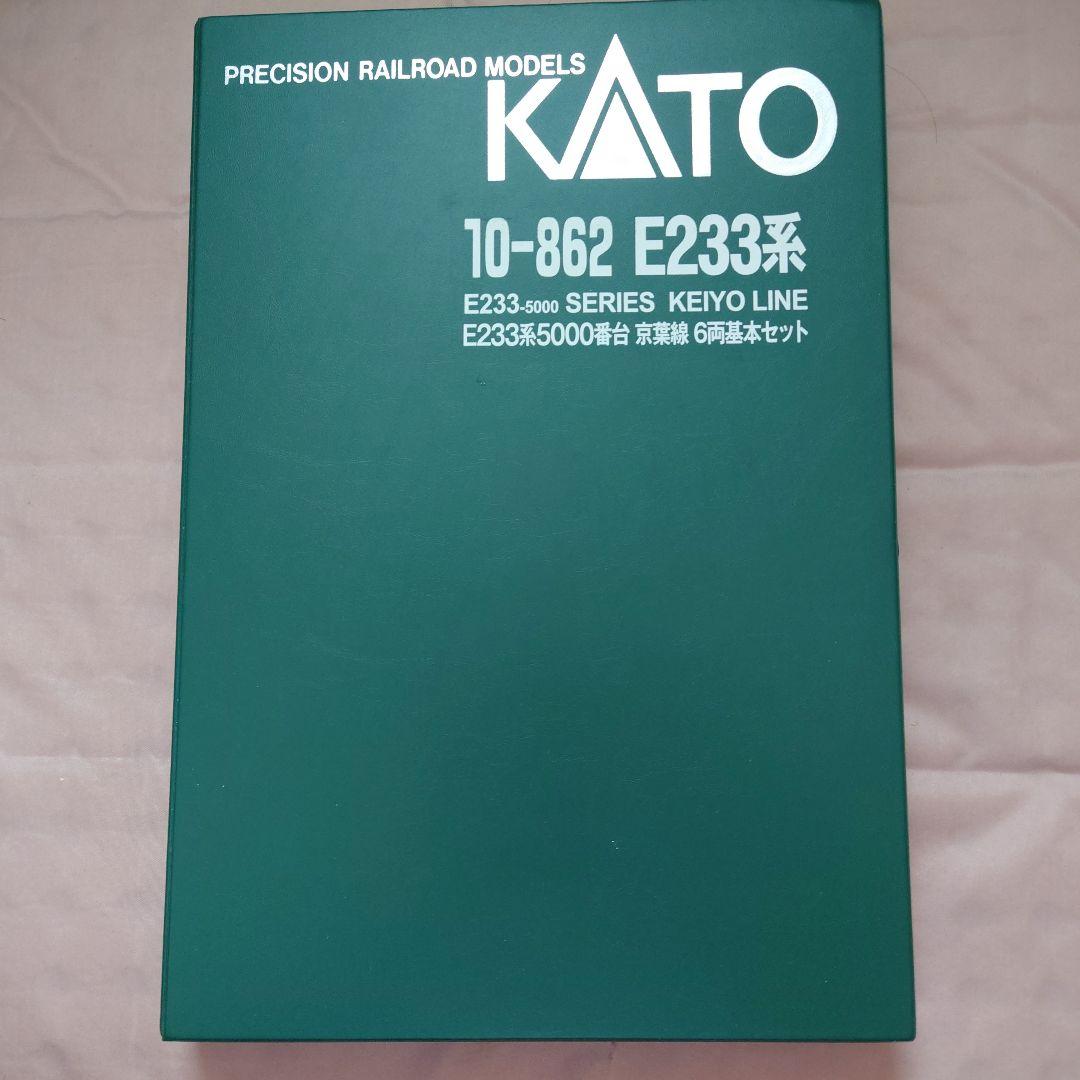 PRECISION RAILROAD MODELS
KATO
10-862 E233系
E233-5000 SERIES KEIYO LINE
E233系5000番台 京葉線 6両基本セット